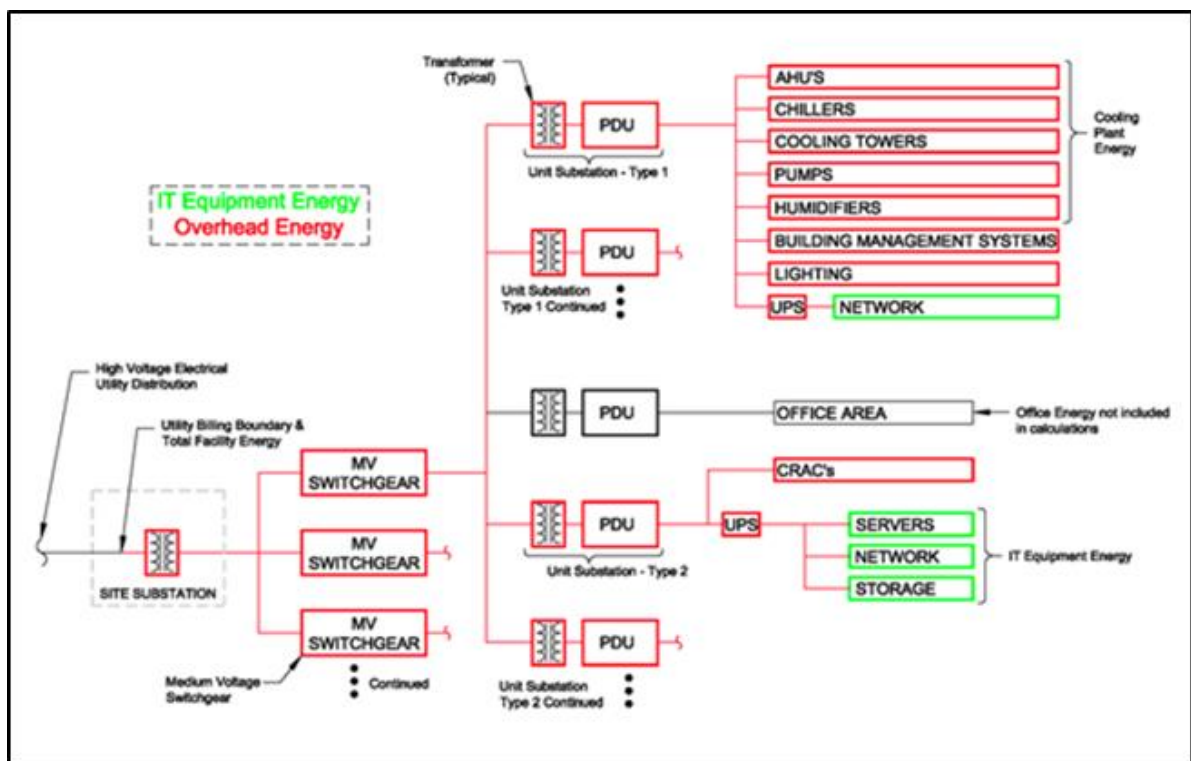 Transformer
(Typical)
PDU
Unit Substation - Type 1
AHU'S
CHILLERS
COOLING TOWERS
PUMPS
HUMIDIFIERS
BUILDING MANAGEMENT SYSTEMS
LIGHTING
UPS
NETWORK
Cooling
Plant
Energy
IT Equipment Energy
Overhead Energy
PDU
Unit Substation
Type 1 Continued
High Voltage Electrical
Utility Distribution
Utility Billing Boundary &
Total Facility Energy
PDU
OFFICE AREA
Office Energy not included
in calculations
MV
SWITCHGEAR
CRAC's
PDU
Unit Substation - Type 2
UPS
SERVERS
NETWORK
STORAGE
IT Equipment Energy
MV
SWITCHGEAR
SITE SUBSTATION
MV
SWITCHGEAR
Medium Voltage
Switchgear
Continued
PDU
Unit Substation
Type 2 Continued